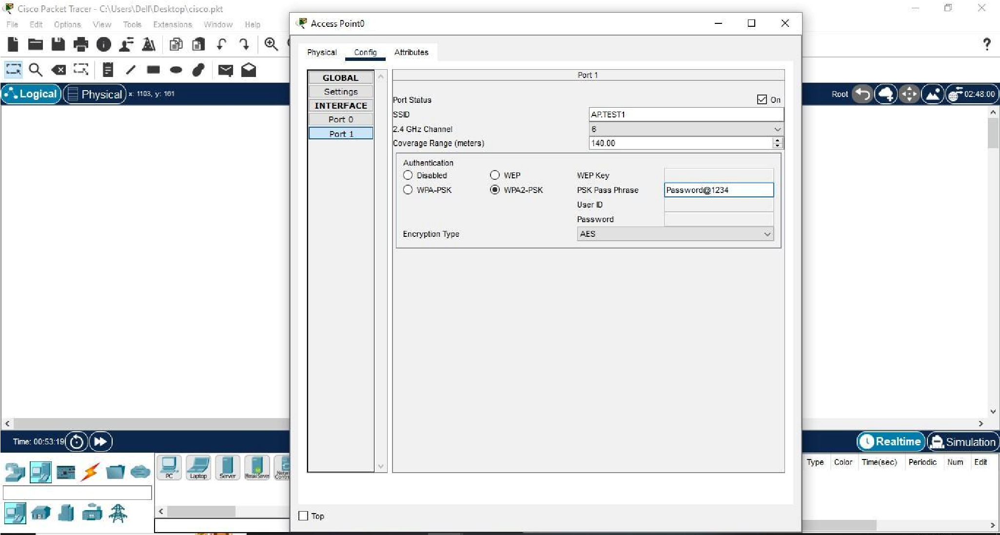 Cisco Packet Tracer - C:\Users\Dell\Desktop\cisco.pkt
File Edit Options View Tools Extensions Window Help
Logical Physical x: 1103, y: 161
Root 02:48:00
Access Point0
Physical Config Attributes
GLOBAL
Settings
INTERFACE
Port 0
Port 1
Port 1
Port Status On
SSID AP.TEST1
2.4 GHz Channel 6
Coverage Range (meters) 140.00
Authentication
Disabled WEP WEP Key
WPA-PSK WPA2-PSK PSK Pass Phrase Password@1234
User ID
Password
Encryption Type AES
Top
Time: 00:53:19
Realtime Simulation
PC Laptop Server MerakiServer
Type Color Time(sec) Periodic Num Edit